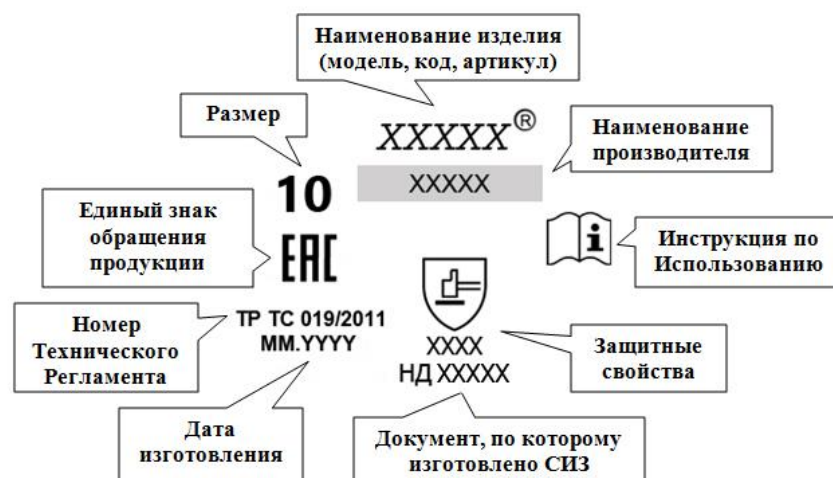 Наименование изделия
(модель, код, артикул)
Размер
XXXXX®
Наименование
производителя
10
XXXXX
Единый знак
обращения
продукции
ЕАС
i
Инструкция по
Использованию
Номер
Технического
Регламента
ТР ТС 019/2011
MM.YYYY
XXXX
НД XXXXX
Защитные
свойства
Дата
изготовления
Документ, по которому
изготовлено СИЗ